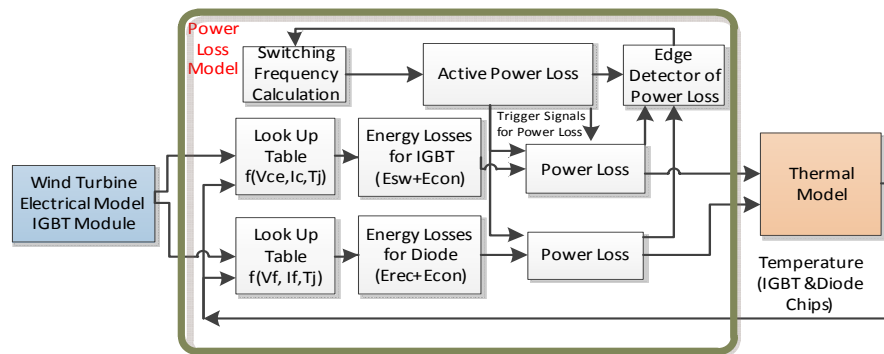 Power
Loss
Model
Switching
Frequency
Calculation
Active Power Loss
Edge
Detector of
Power Loss
Trigger Signals
for Power Loss
Look Up
Table
f(Vce,Ic,Tj)
Energy Losses
for IGBT
(Esw+Econ)
Power Loss
Wind Turbine
Electrical Model
IGBT Module
Thermal
Model
Look Up
Table
f(Vf, If,Tj)
Energy Losses
for Diode
(Erec+Econ)
Power Loss
Temperature
(IGBT &Diode
Chips)